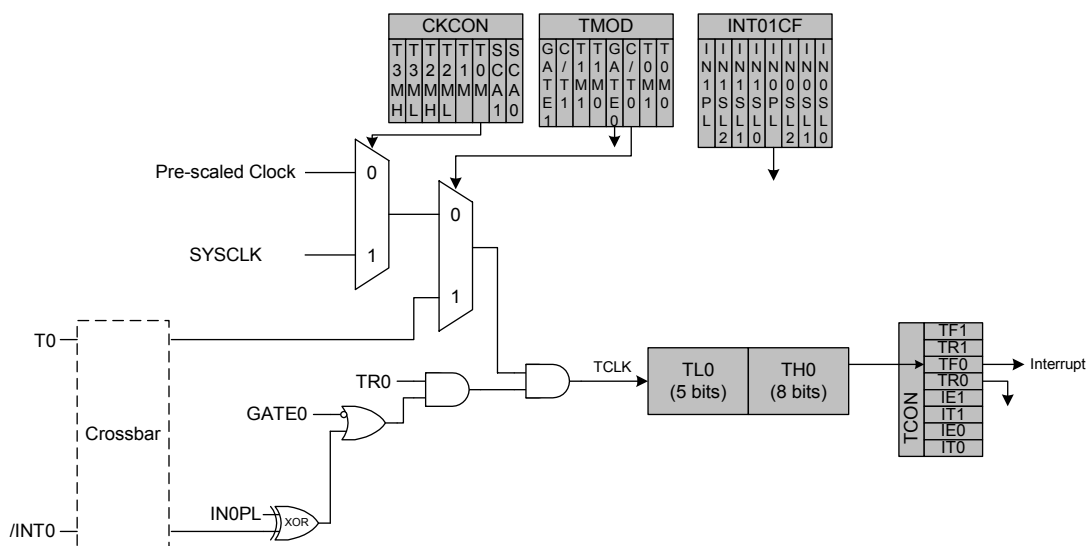 CKCON
TMOD
INT01CF
T3MH
T3ML
T2MH
T2ML
T1M
T0M
SCA1
SCA0
GATE1
C/T1
T1M1
T1M0
GATE0
C/T0
T0M1
T0M0
IN1PL
IN1SL2
IN1SL1
IN1SL0
IN0PL
IN0SL2
IN0SL1
IN0SL0
Pre-scaled Clock
0
SYSCLK
1
0
1
T0
Crossbar
/INT0
TR0
GATE0
IN0PL
XOR
TCLK
TL0
(5 bits)
TH0
(8 bits)
TCON
TF1
TR1
TF0
TR0
IE1
IT1
IE0
IT0
Interrupt